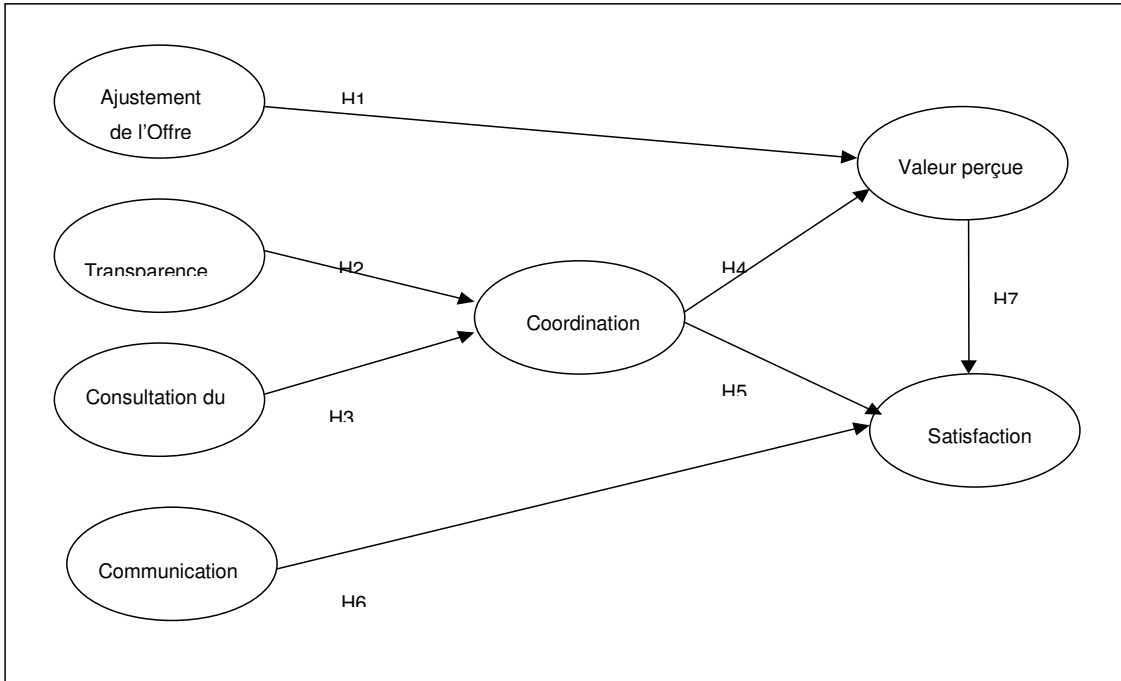 Ajustement
de l'Offre
H1
Valeur perçue
Transparence
H2
H4
Coordination
H7
Consultation du
H3
H5
Satisfaction
Communication
H6